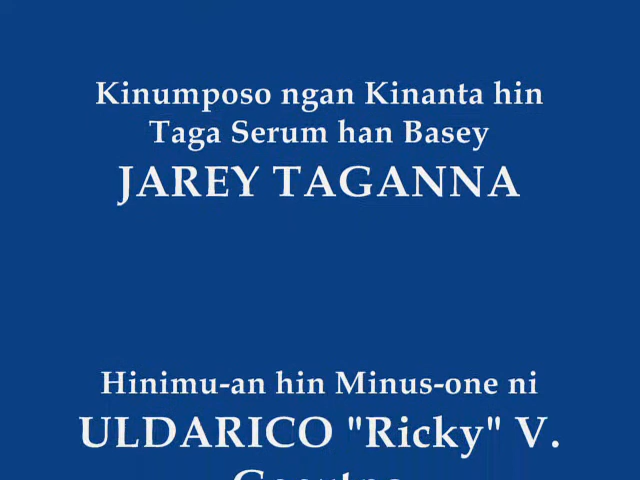 Kinumposo ngan Kinanta hin
Taga Serum han Basey
JAREY TAGANNA
Hinimu-an hin Minus-one ni
ULDARICO "Ricky" V.